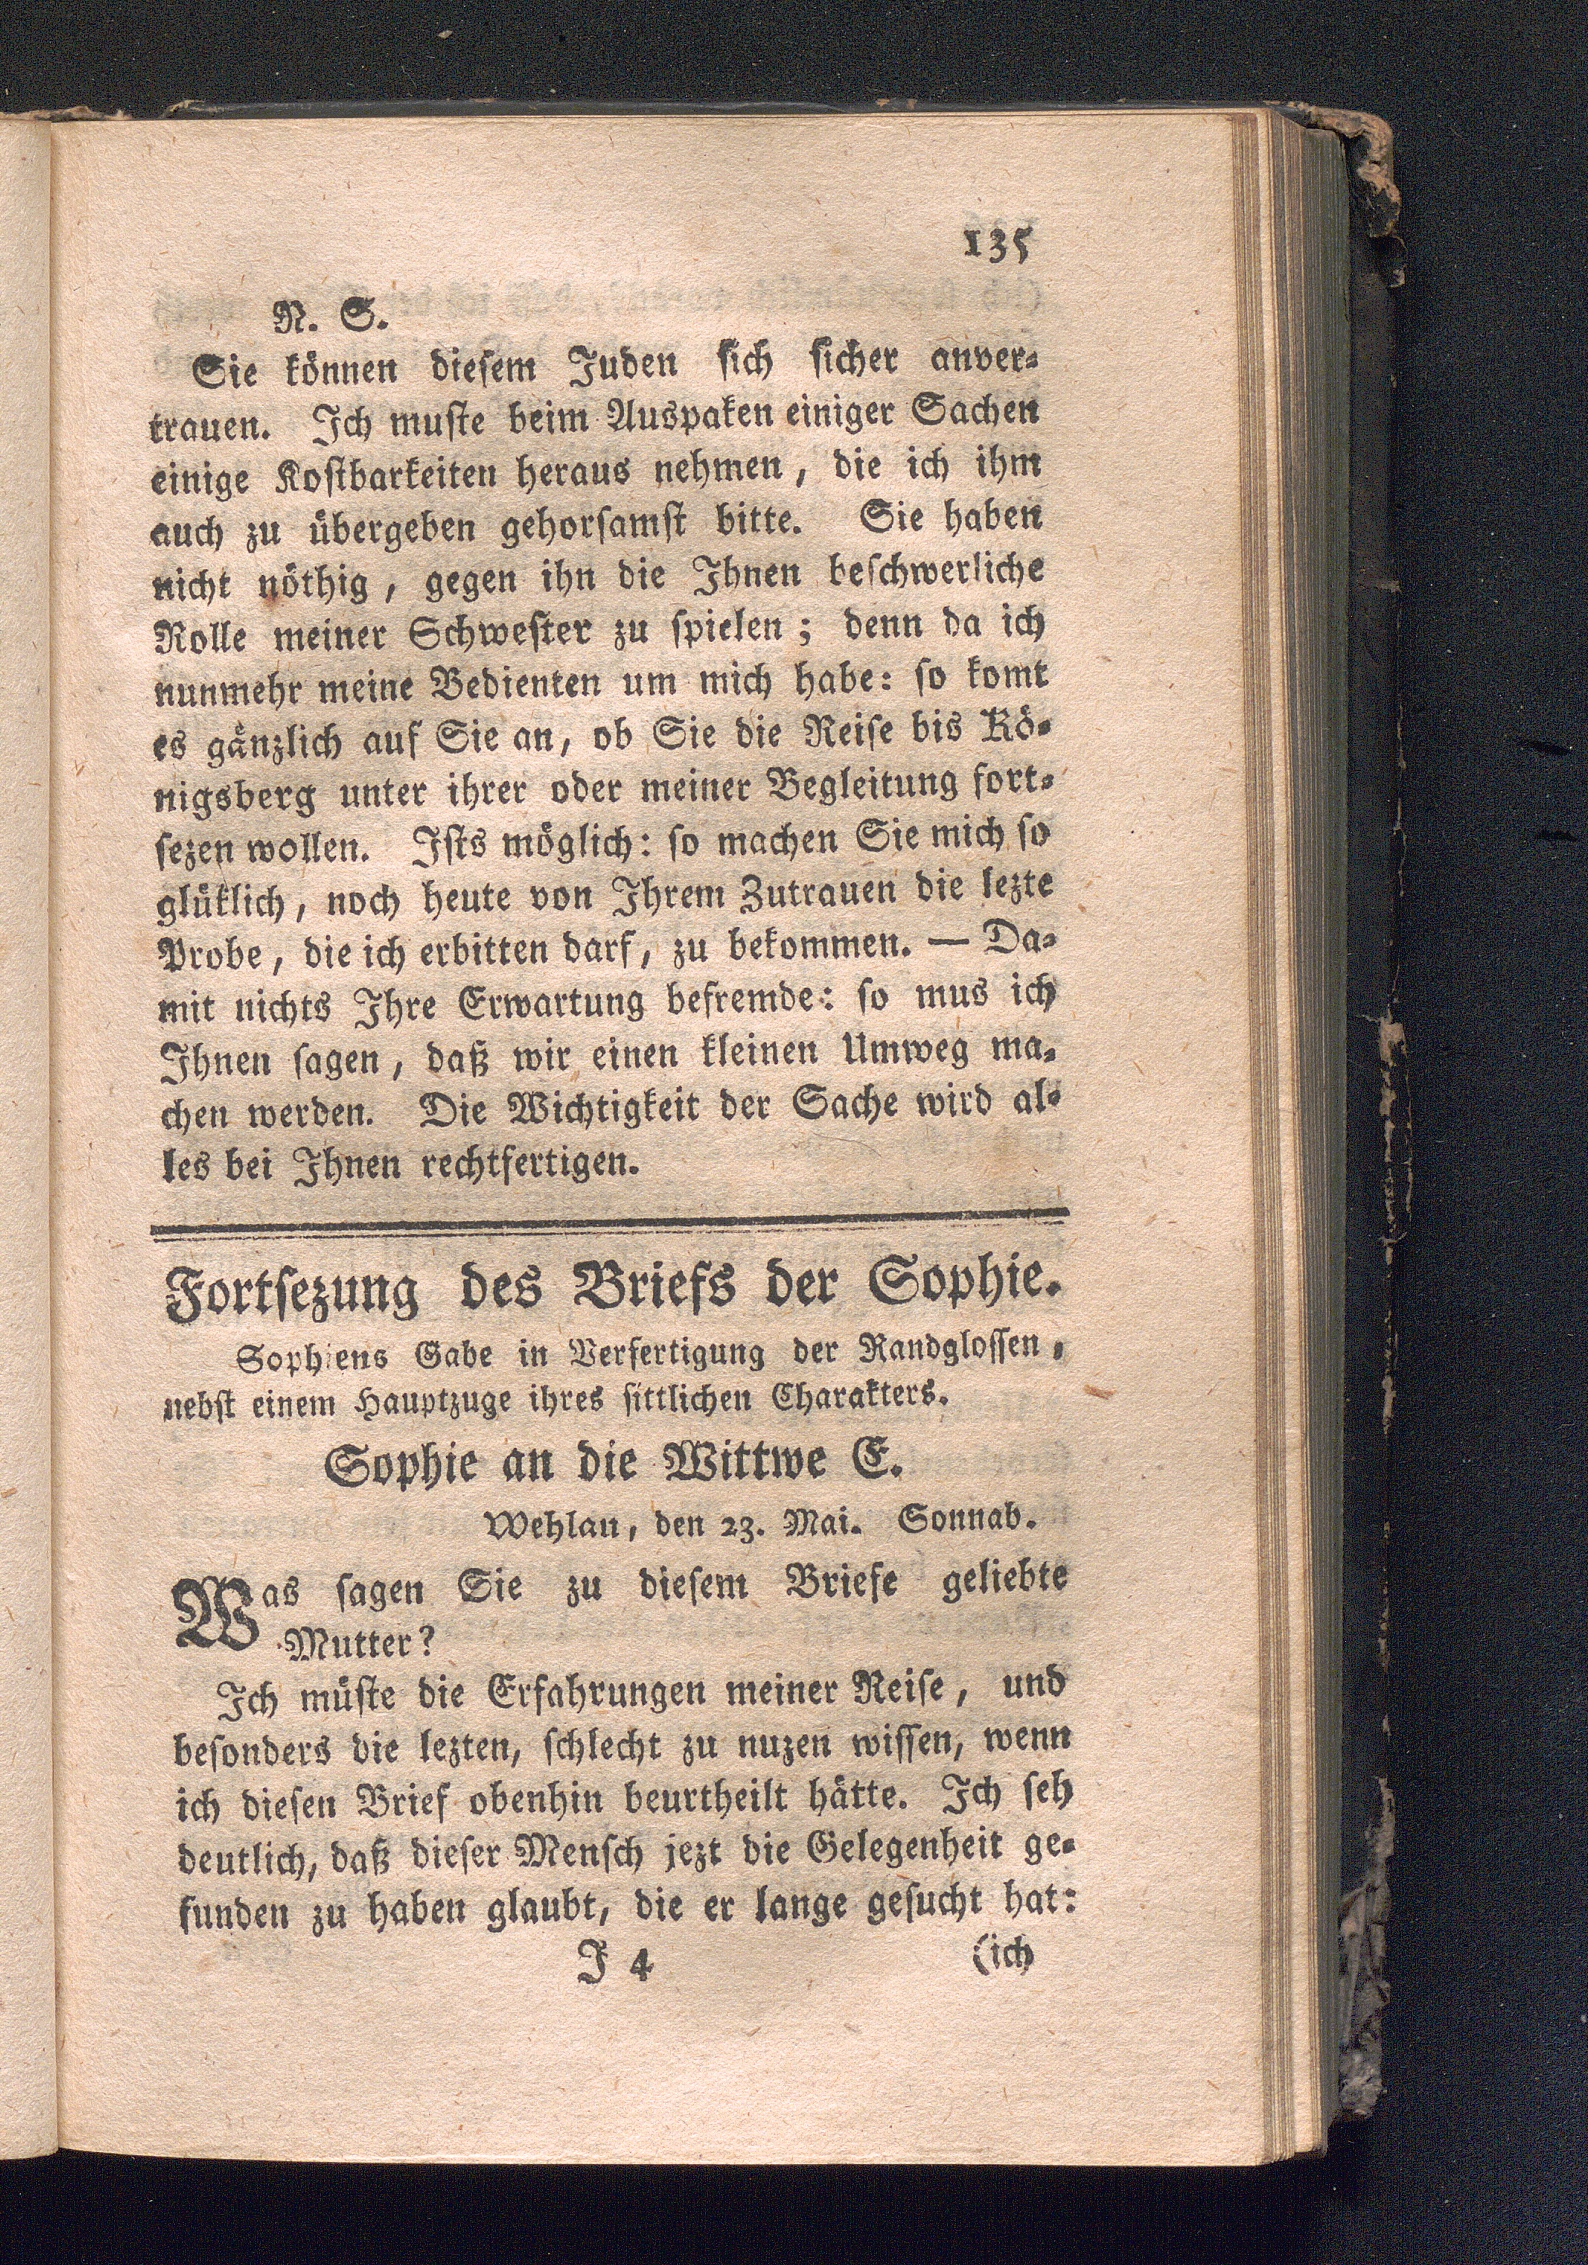 135
N. S.
Sie können dieſem Juden ſich ſicher anver⸗
trauen. Ich muſte beim Auspaken einiger Sachen
einige Koſtbarkeiten heraus nehmen, die ich ihm
auch zu übergeben gehorſamſt bitte. Sie haben
nicht nöthig, gegen ihn die Ihnen beſchwerliche
Rolle meiner Schweſter zu ſpielen; denn da ich
nunmehr meine Bedienten um mich habe: ſo komt
es gänzlich auf Sie an, ob Sie die Reiſe bis Kö⸗
nigsberg unter ihrer oder meiner Begleitung fort⸗
ſezen wollen. Iſts möglich: ſo machen Sie mich ſo
glüklich, noch heute von Ihrem Zutrauen die lezte
Probe, die ich erbitten darf, zu bekommen. — Da⸗
mit nichts Ihre Erwartung befremde: ſo mus ich
Ihnen ſagen, daß wir einen kleinen Umweg ma⸗
chen werden. Die Wichtigkeit der Sache wird al⸗
les bei Ihnen rechtfertigen.
Fortſezung des Briefs der Sophie.
Sophiens Gabe in Verfertigung der Randgloſſen,
nebſt einem Hauptzuge ihres ſittlichen Charakters.
Sophie an die Wittwe E.
Wehlau, den 23. Mai. Sonnab.
Was ſagen Sie zu dieſem Briefe geliebte
Mutter?
Ich müſte die Erfahrungen meiner Reiſe, und
beſonders die lezten, ſchlecht zu nuzen wiſſen, wenn
ich dieſen Brief obenhin beurtheilt hätte. Ich ſeh
deutlich, daß dieſer Menſch jezt die Gelegenheit ge⸗
funden zu haben glaubt, die er lange geſucht hat:
J 4 (ich